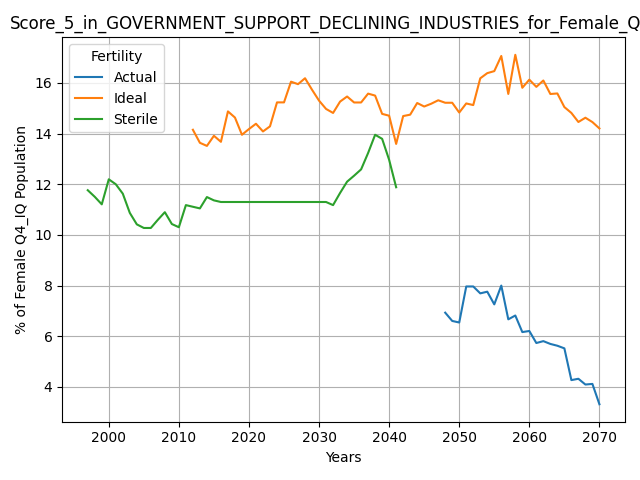 Score_5_in_GOVERNMENT_SUPPORT_DECLINING_INDUSTRIES_for_Female_Q
Fertility
Actual
Ideal
Sterile
% of Female Q4_IQ Population
16
14
12
10
8
6
4
2000 2010 2020 2030 2040 2050 2060 2070
Years